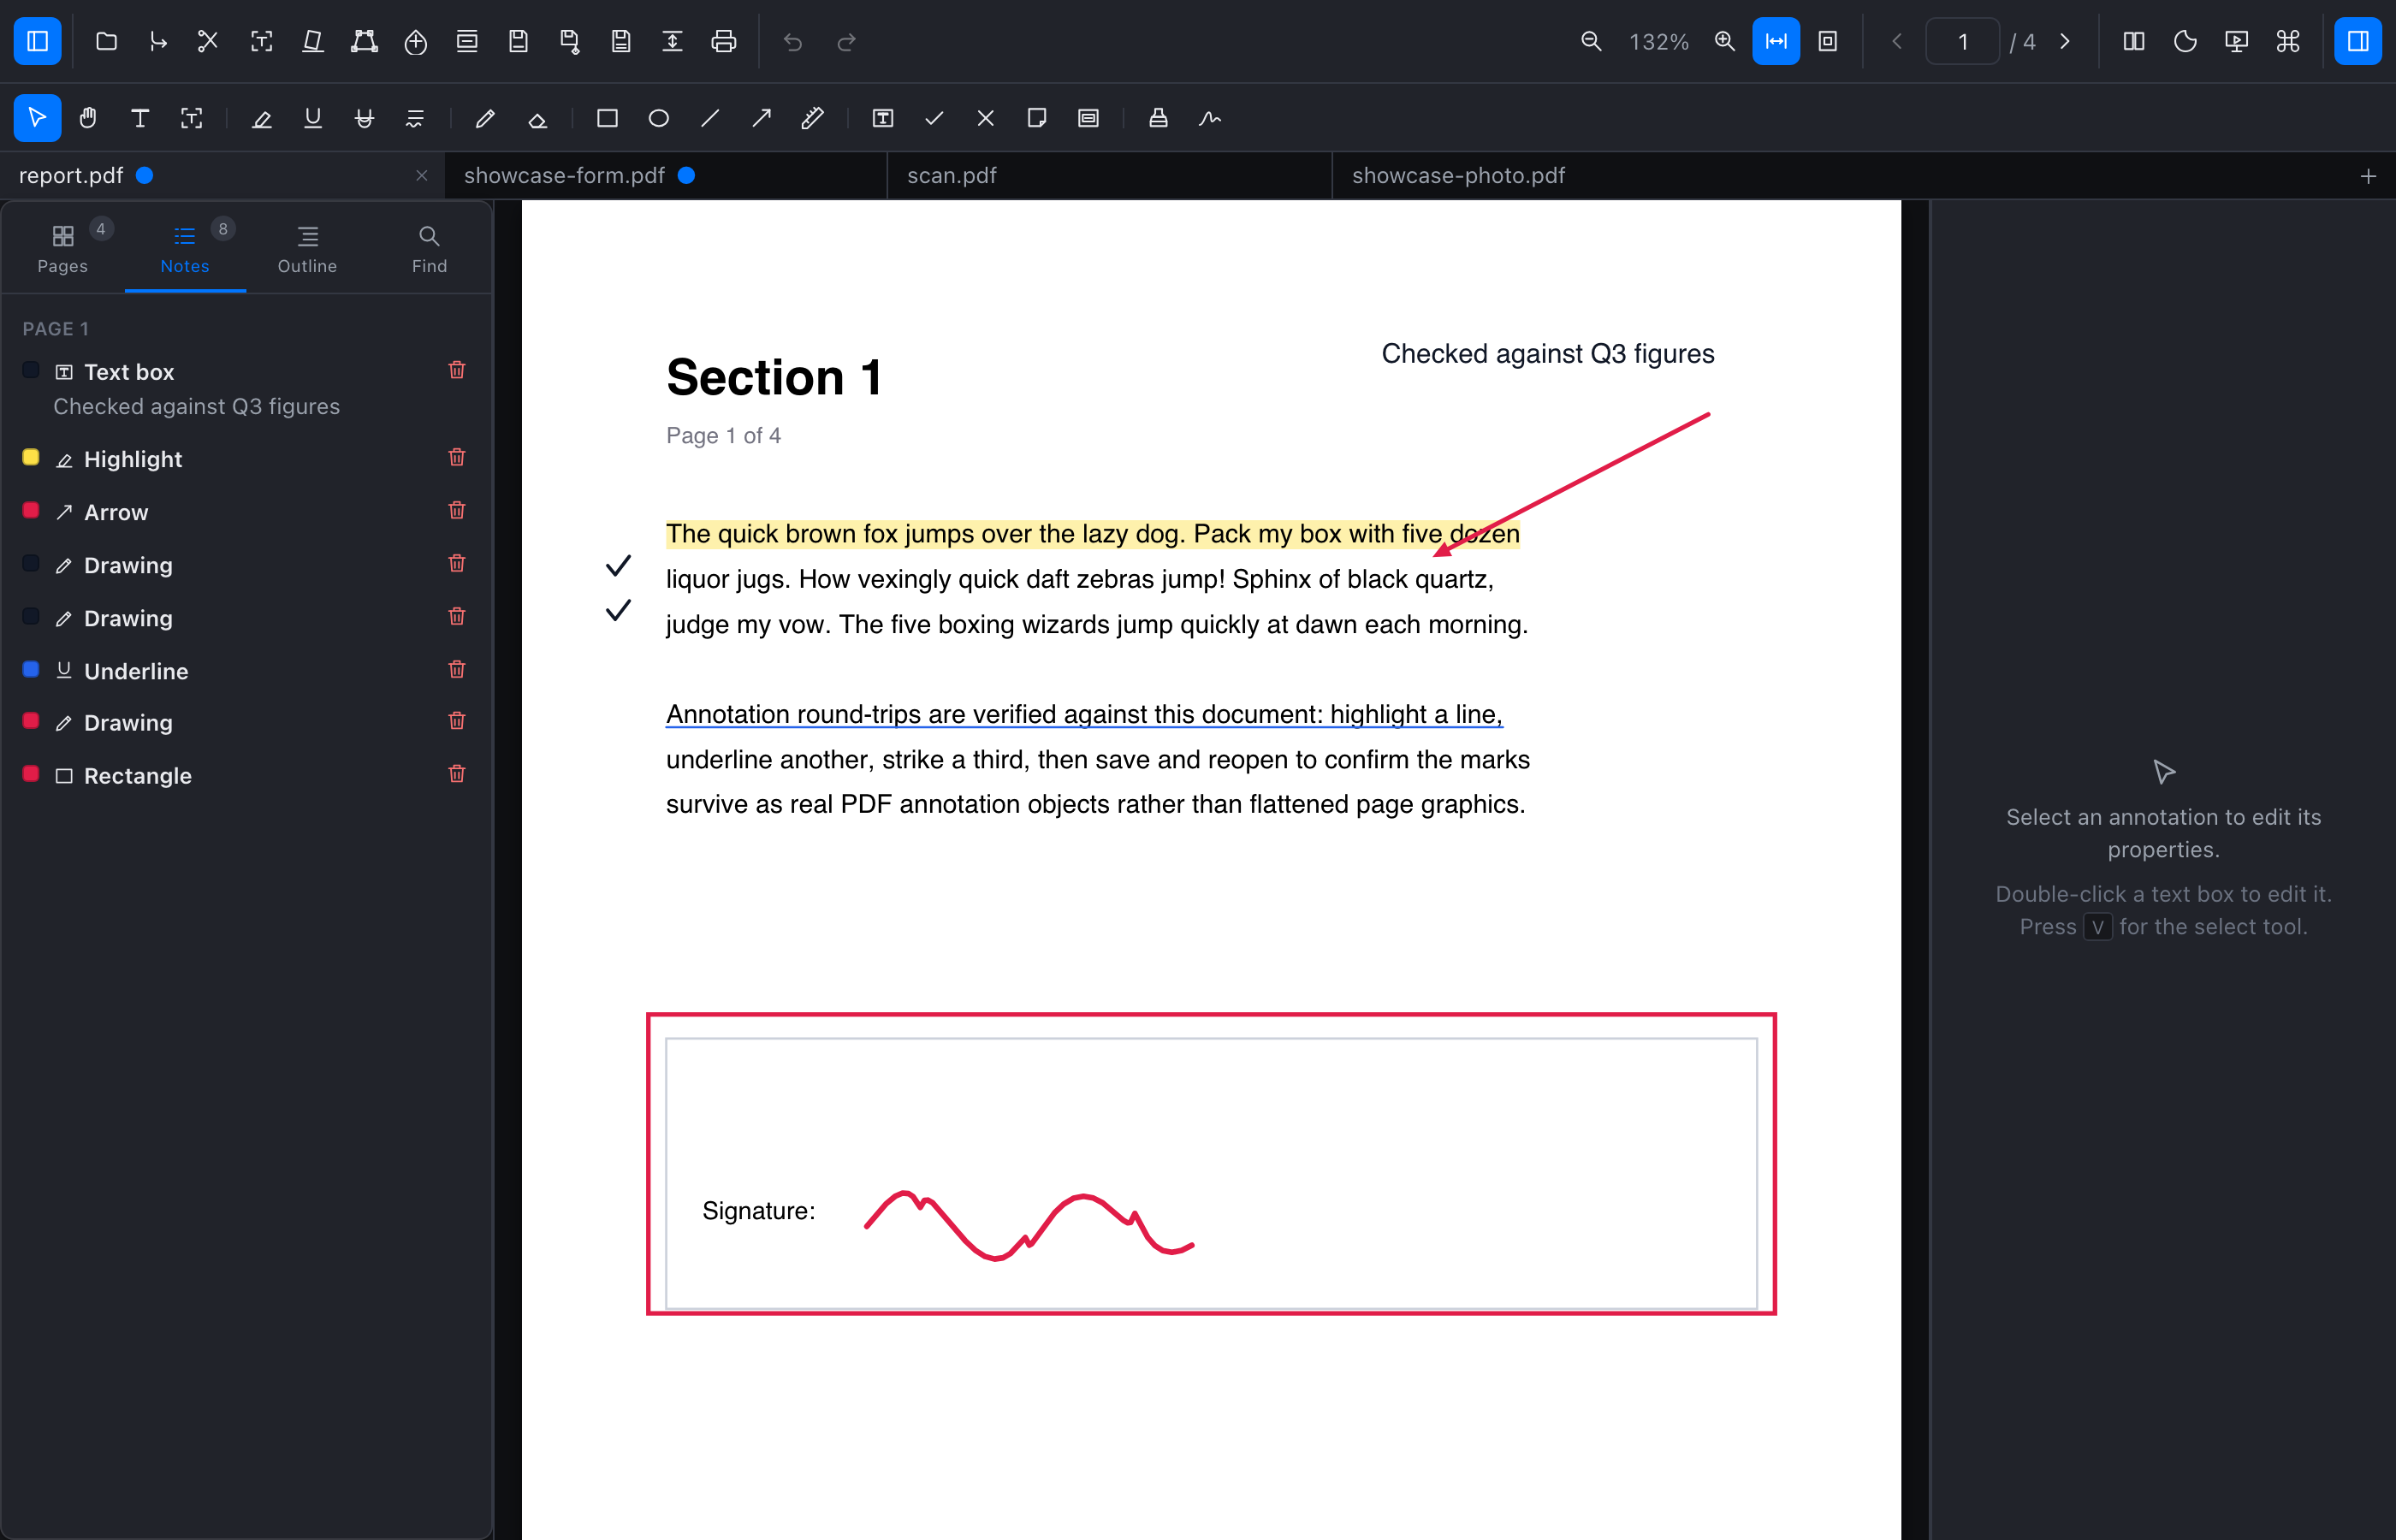 132%
1 / 4
report.pdf
showcase-form.pdf
scan.pdf
showcase-photo.pdf
4
8
Pages
Notes
Outline
Find
PAGE 1
Text box
Checked against Q3 figures
Highlight
Arrow
Drawing
Drawing
Underline
Drawing
Rectangle
Checked against Q3 figures
Section 1
Page 1 of 4
The quick brown fox jumps over the lazy dog. Pack my box with five dozen
liquor jugs. How vexingly quick daft zebras jump! Sphinx of black quartz,
judge my vow. The five boxing wizards jump quickly at dawn each morning.
Annotation round-trips are verified against this document: highlight a line,
underline another, strike a third, then save and reopen to confirm the marks
survive as real PDF annotation objects rather than flattened page graphics.
Signature:
Select an annotation to edit its
properties.
Double-click a text box to edit it.
Press V for the select tool.